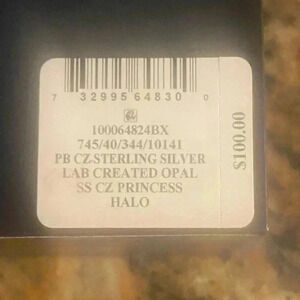 7 32995 64830 0
100064824BX
745/40/344/10141
PB CZ-STERLING SILVER
LAB CREATED OPAL
SS CZ PRINCESS
HALO
$100.00